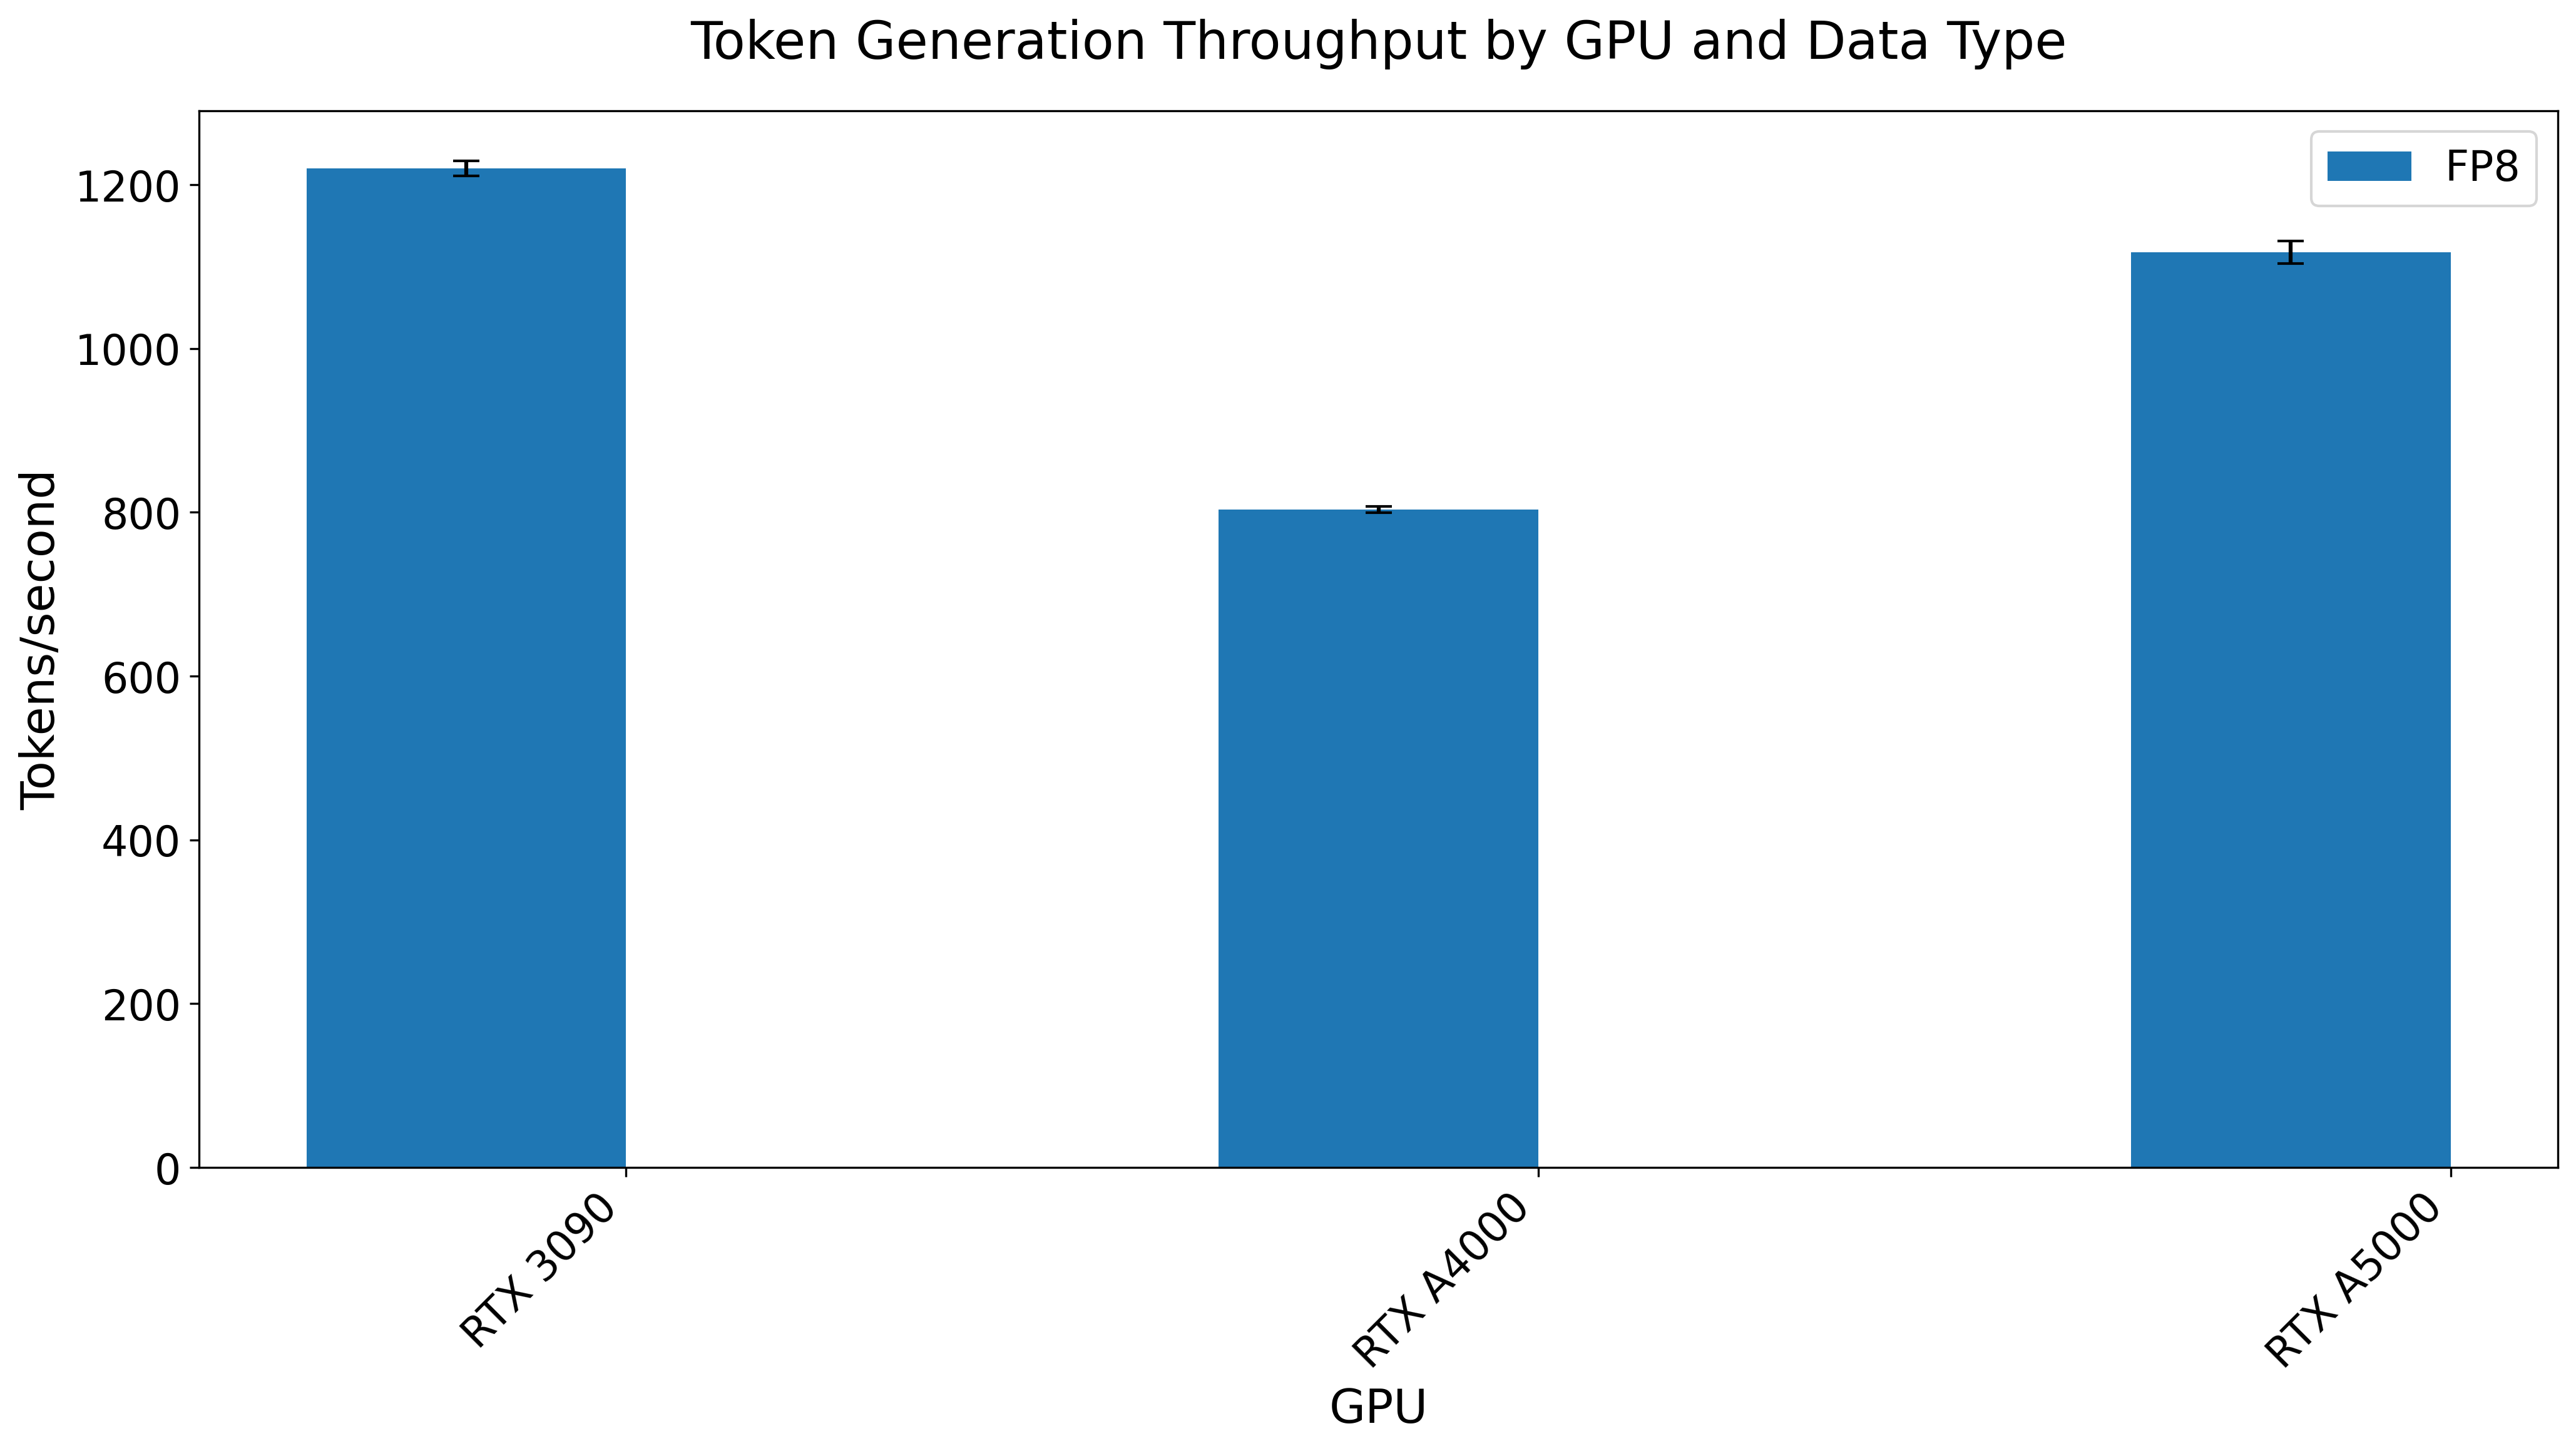 Token Generation Throughput by GPU and Data Type
FP8
1200
1000
800
600
400
200
0
Tokens/second
RTX 3090
RTX A4000
RTX A5000
GPU